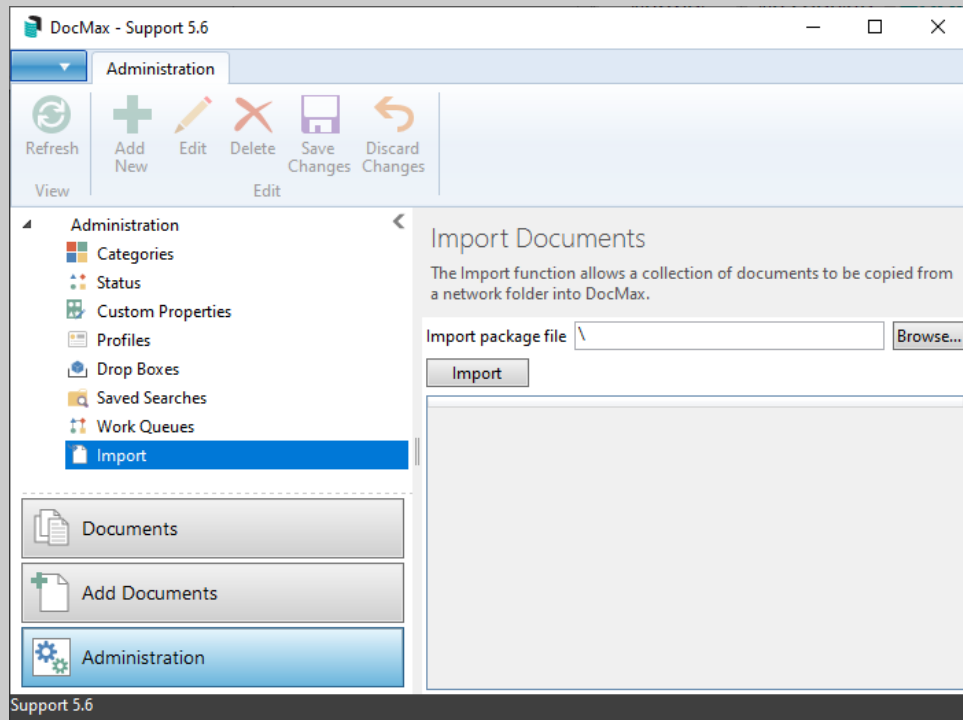 DocMax - Support 5.6
Administration
Refresh
Add New
Edit
Delete
Save Changes
Discard Changes
View
Edit
Administration
Categories
Status
Custom Properties
Profiles
Drop Boxes
Saved Searches
Work Queues
Import
Documents
Add Documents
Administration
Import Documents
The Import function allows a collection of documents to be copied from
a network folder into DocMax.
Import package file \ Browse...
Import
Support 5.6